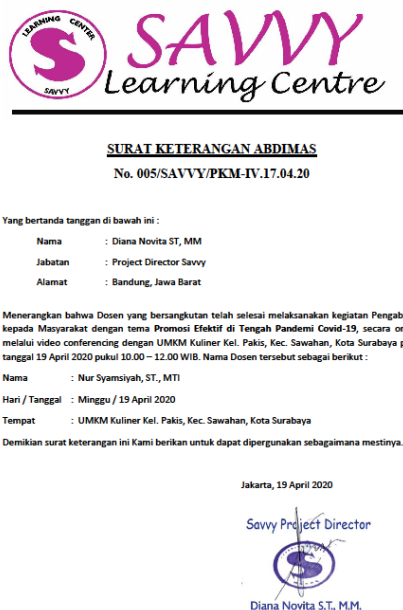 LEARNING CENTER
S
SAVVY
SAVVY
Learning Centre
SURAT KETERANGAN ABDIMAS
No. 005/SAVVY/PKM-IV.17.04.20
Yang bertanda tanggan di bawah ini :
Nama : Diana Novita ST, MM
Jabatan : Project Director Savvy
Alamat : Bandung, Jawa Barat
Menerangkan bahwa Dosen yang bersangkutan telah selesai melaksanakan kegiatan Pengab
kepada Masyarakat dengan tema Promosi Efektif di Tengah Pandemi Covid-19, secara on
melalui video conferencing dengan UMKM Kuliner Kel. Pakis, Kec. Sawahan, Kota Surabaya p
tanggal 19 April 2020 pukul 10.00 – 12.00 WIB. Nama Dosen tersebut sebagai berikut :
Nama : Nur Syamsiyah, ST., MTI
Hari / Tanggal : Minggu / 19 April 2020
Tempat : UMKM Kuliner Kel. Pakis, Kec. Sawahan, Kota Surabaya
Demikian surat keterangan ini Kami berikan untuk dapat dipergunakan sebagaimana mestinya.
Jakarta, 19 April 2020
Savvy Project Director
S
Diana Novita S.T., M.M.